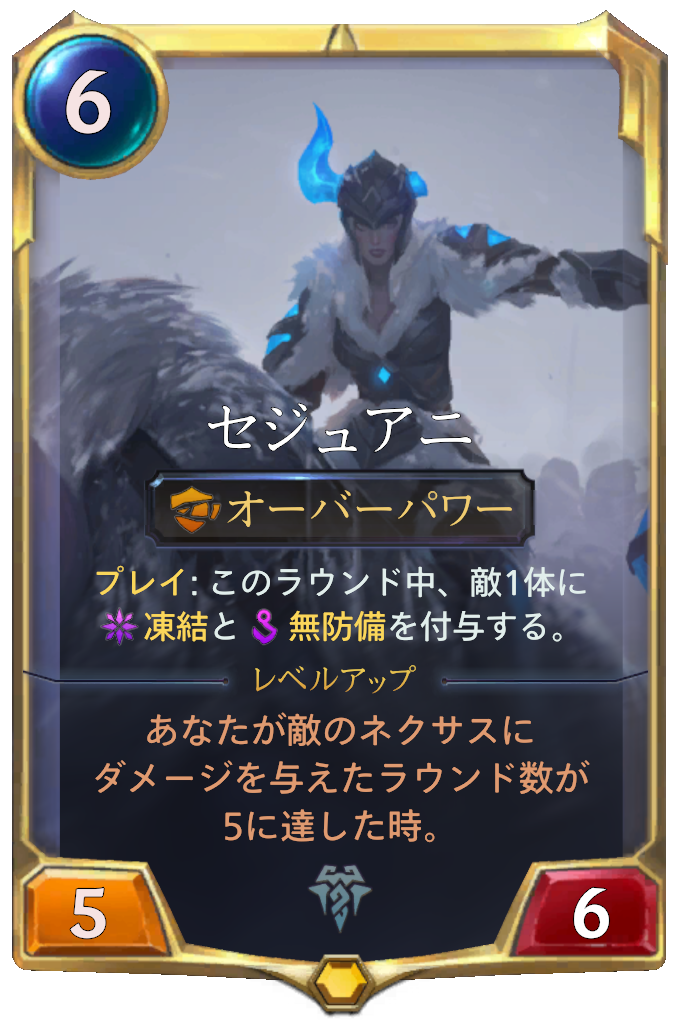 6
セジュアニ
オーバーパワー
プレイ: このラウンド中、敵1体に
凍結と 無防備を付与する。
レベルアップ
あなたが敵のネクサスに
ダメージを与えたラウンド数が
5に達した時。
5
6